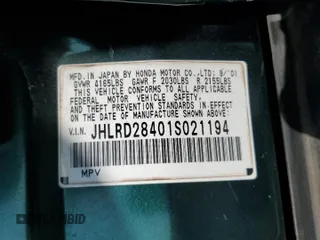 MFD.IN JAPAN BY HONDA MOTOR CO.,LTD: 9/01
GVWR 4165LBS GAWR F 2030LBS R 2155LBS
THIS VEHICLE CONFORMS TO ALL APPLICABLE
FEDERAL MOTOR VEHICLE SAFETY AND
THEFT PREVENTION STANDARDS IN EFFECT ON
THE DATE OF MANUFACTURE SHOWN ABOVE.
V.I.N. JHLRD28401S021194
MPV